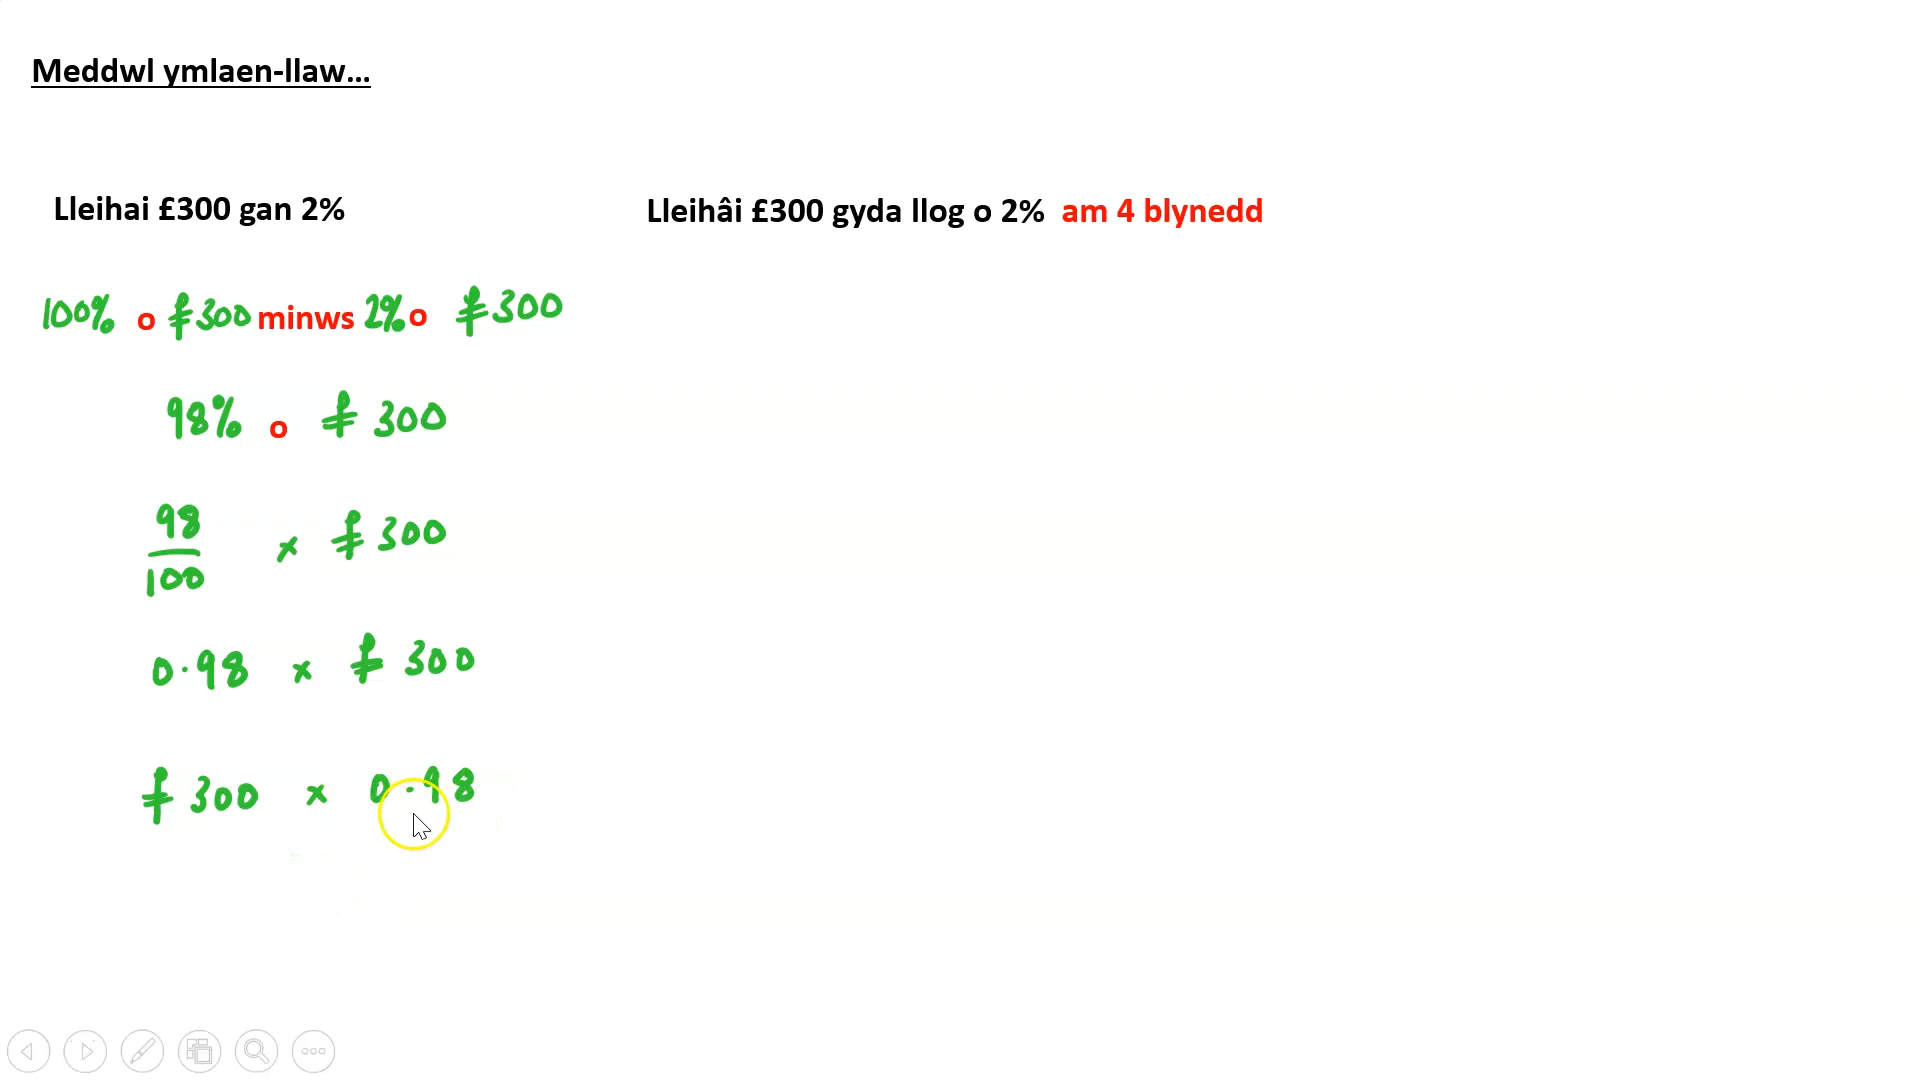 Meddwl ymlaen-llaw...
Lleihai £300 gan 2%
100% o £300 minws 2% o £300
98% o £300
98
100
x £300
0.98 x £300
£300 x 0.98
Lleihâi £300 gyda llog o 2% am 4 blynedd